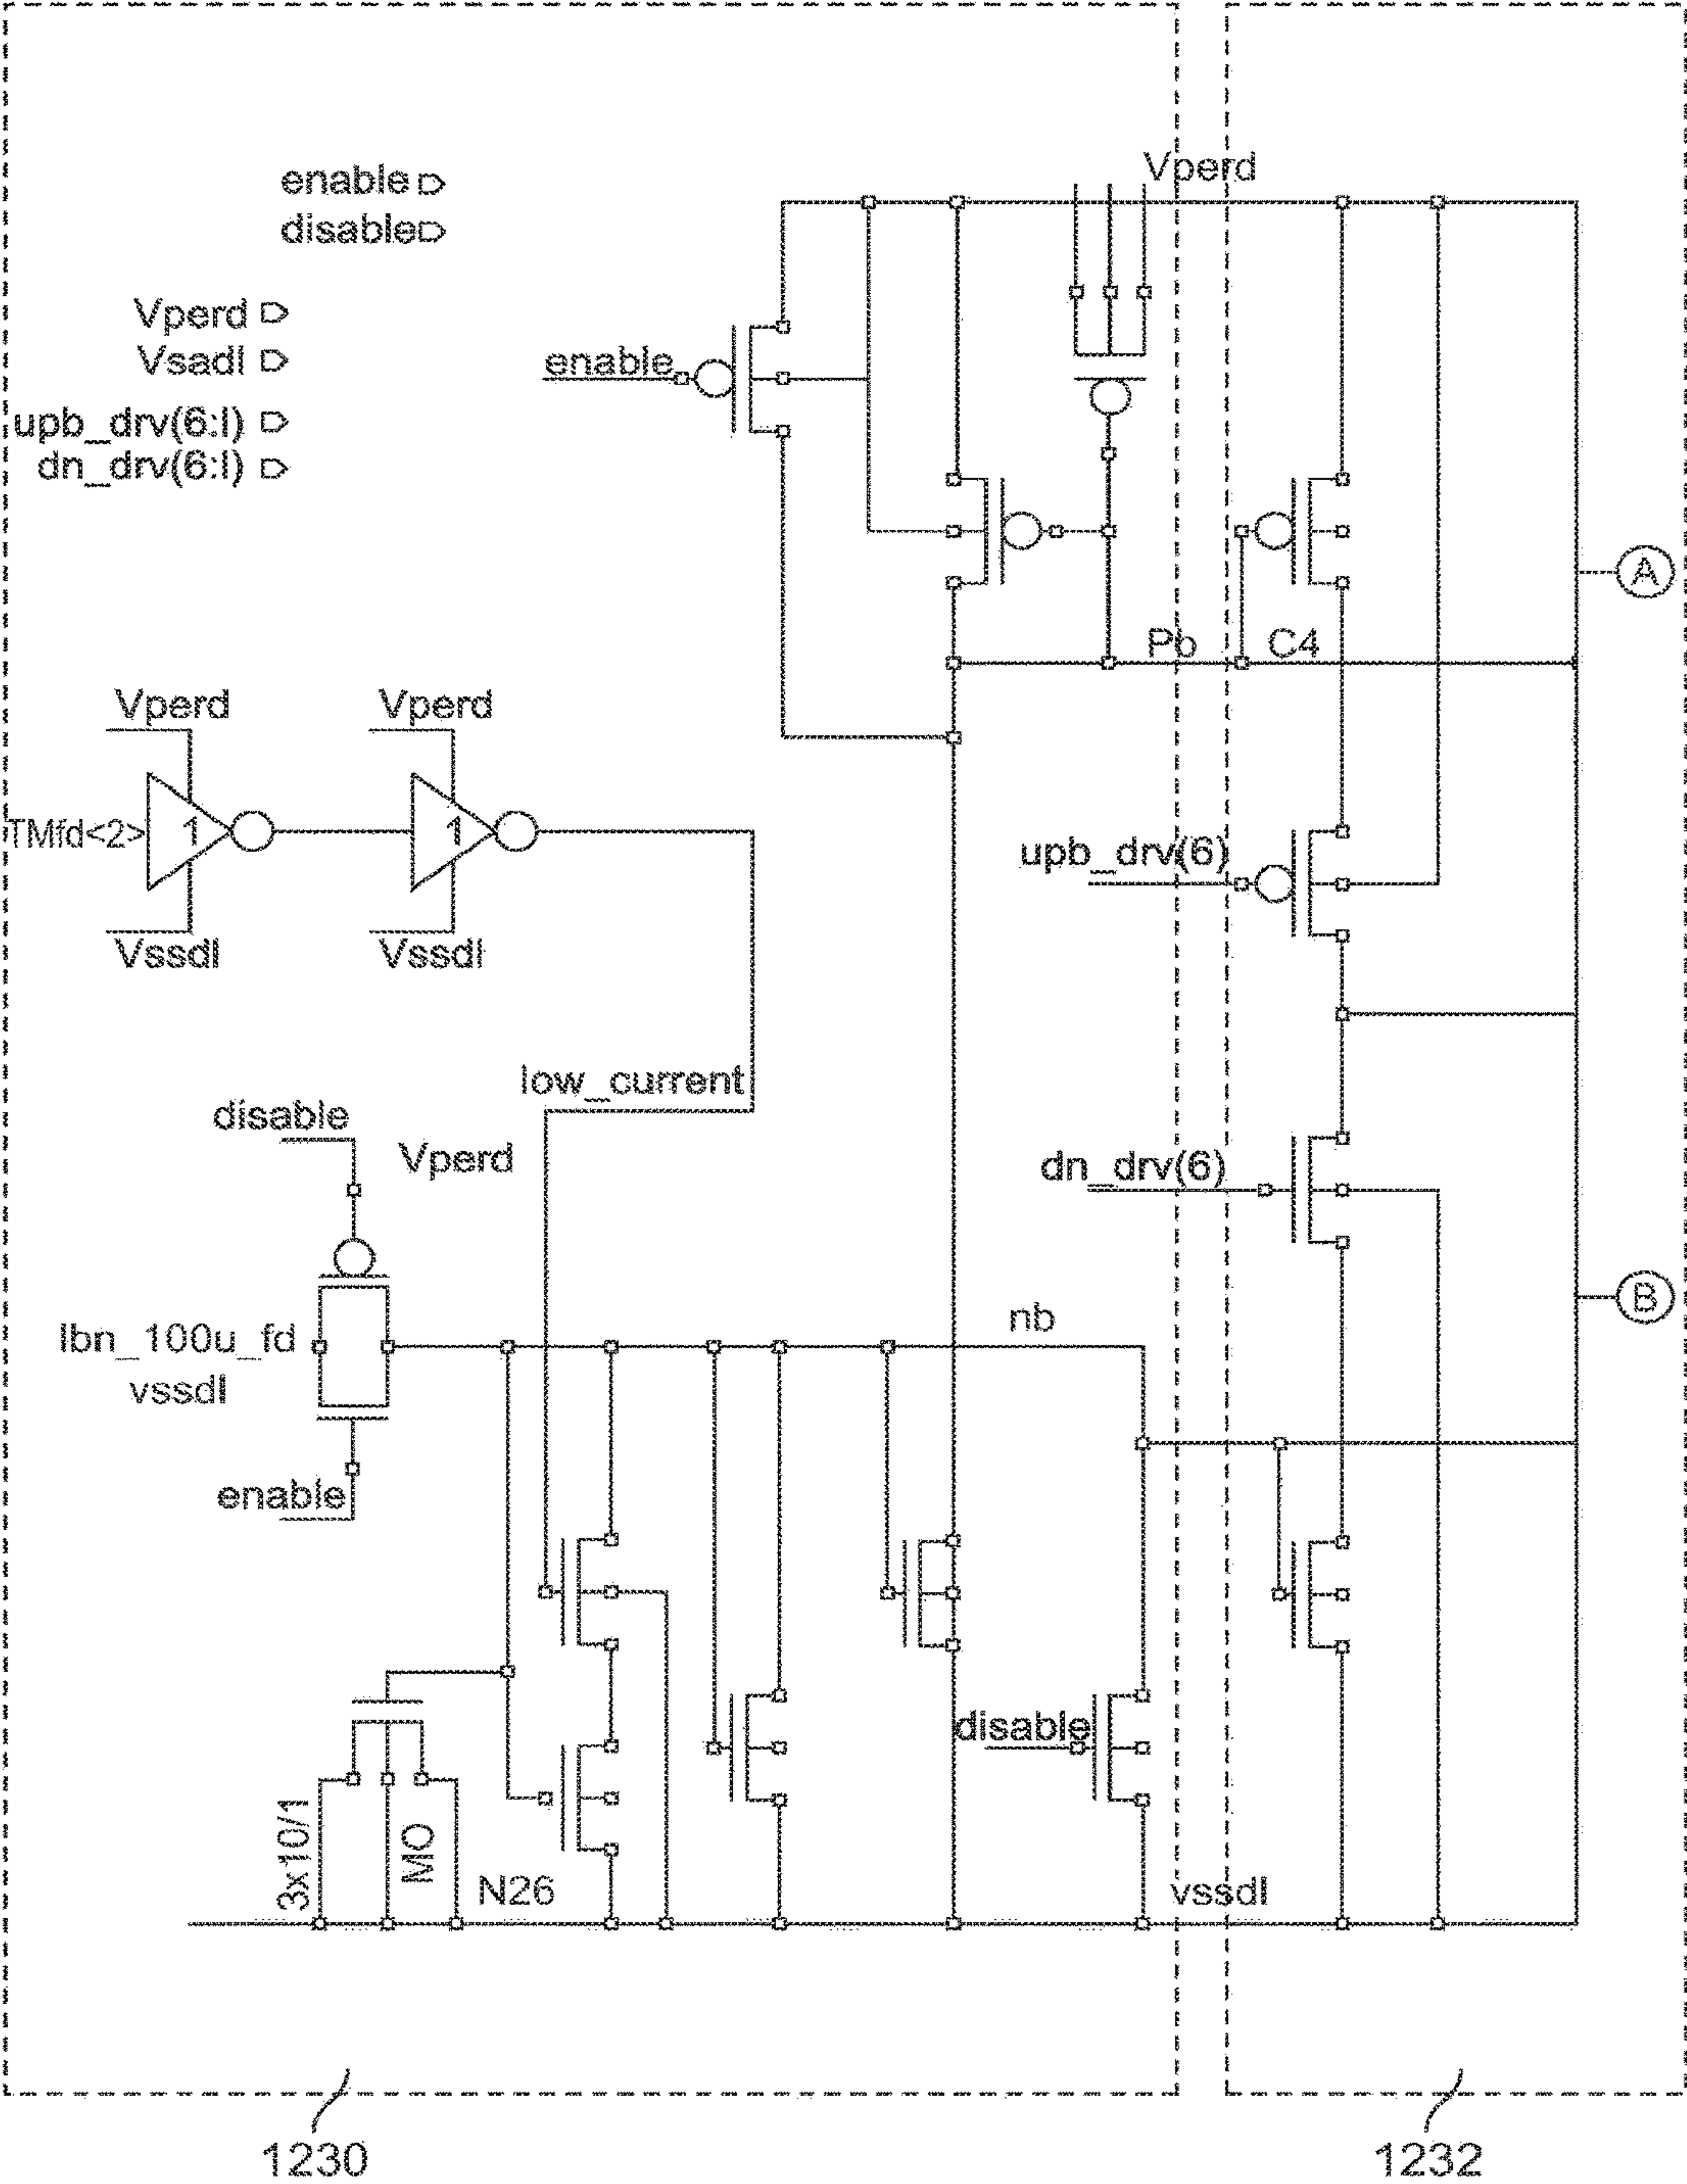 Vperd
enable
disable
Vperd
Vsadl
enable
upb_drv(6:l)
dn_drv(6:l)
A
Pb
C4
Vperd
Vperd
TMfd<2>
1
1
upb_drv(6)
Vssdl
Vssdl
low_current
disable
Vperd
dn_drv(6)
B
nb
Ibn_100u_fd
vssdl
enable
disable
3x10/1
MO
N26
vssdl
1230
1232